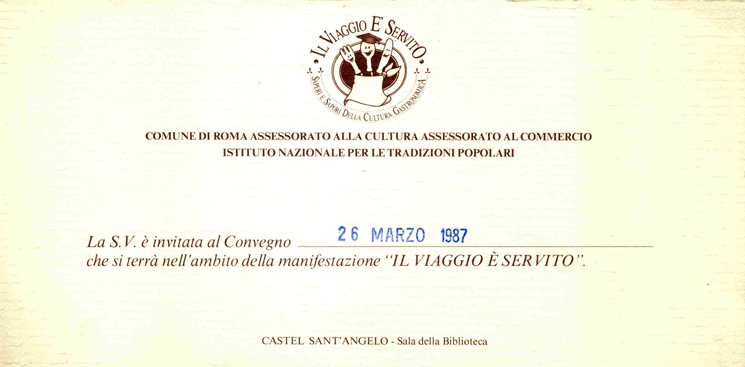 IL VIAGGIO E' SERVITO
SAPERI E SAPORI DELLA CULTURA GASTRONOMICA
COMUNE DI ROMA ASSESSORATO ALLA CULTURA ASSESSORATO AL COMMERCIO
ISTITUTO NAZIONALE PER LE TRADIZIONI POPOLARI
La S.V. è invitata al Convegno 26 MARZO 1987
che si terrà nell'ambito della manifestazione "IL VIAGGIO È SERVITO".
CASTEL SANT'ANGELO - Sala della Biblioteca